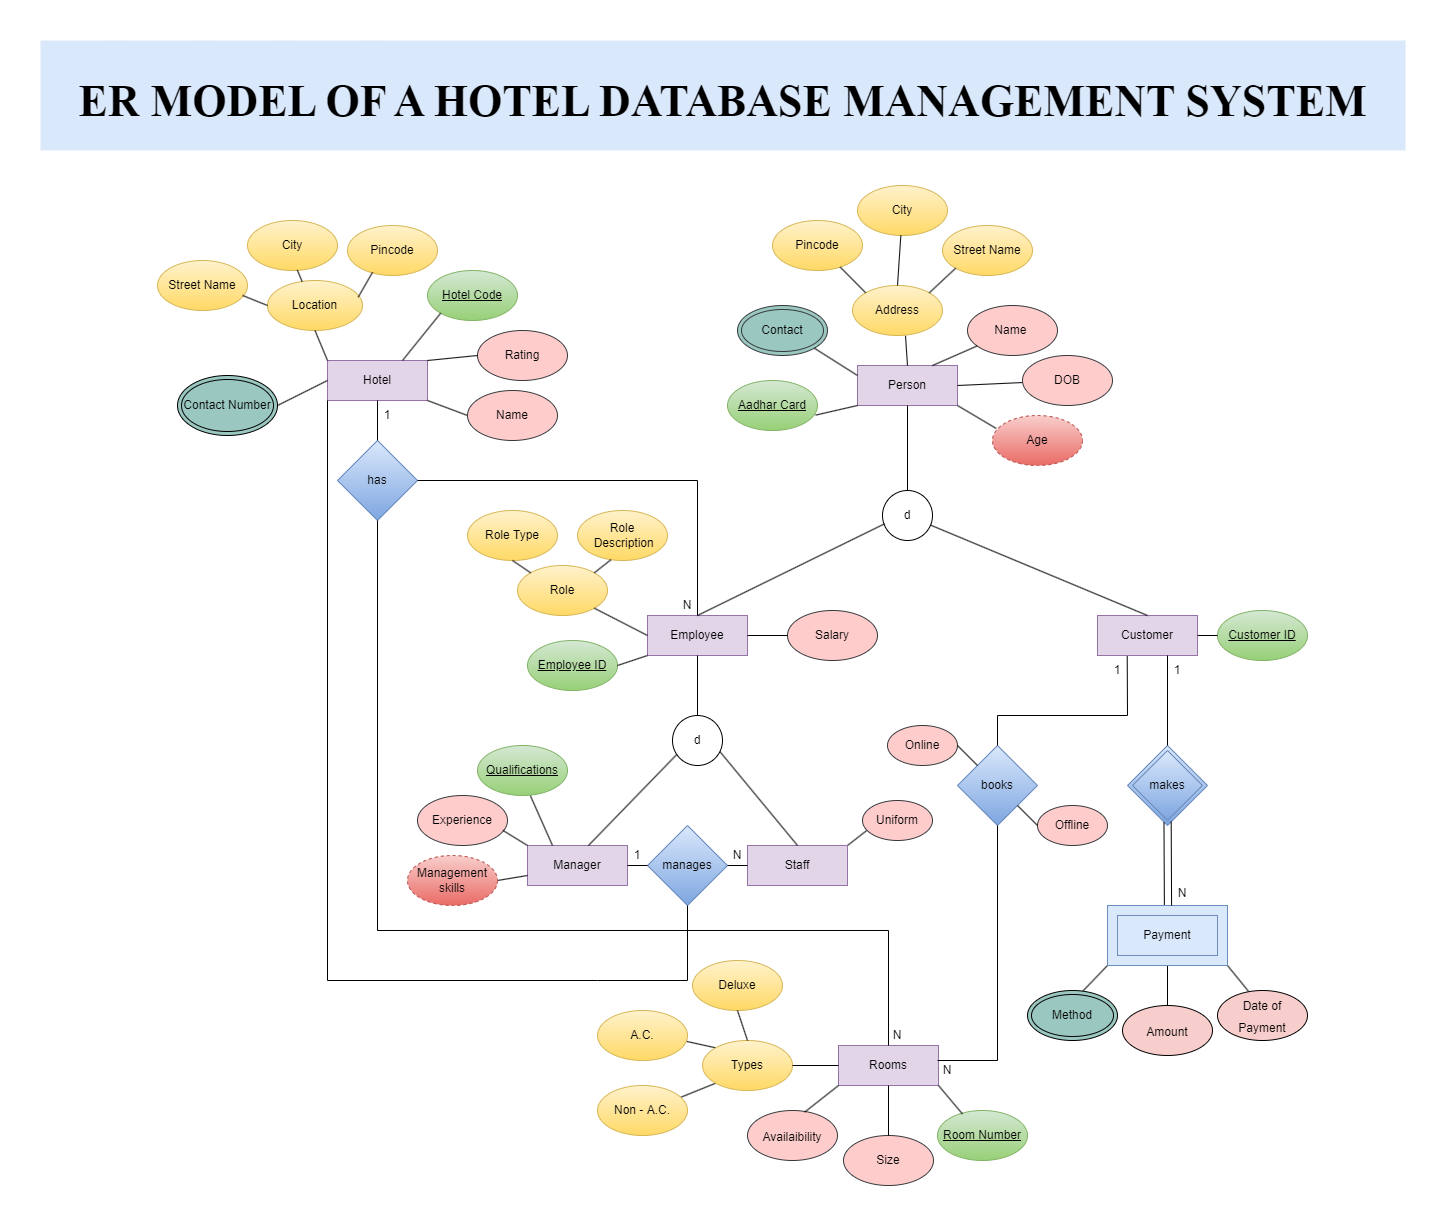 ER MODEL OF A HOTEL DATABASE MANAGEMENT SYSTEM
City
Pincode
Street Name
Location
Hotel Code
Rating
Hotel
Contact Number
Name
1
has
City
Pincode
Street Name
Address
Contact
Name
Person
DOB
Aadhar Card
Age
d
Role Type
Role
Description
Role
N
Employee
Salary
Employee ID
Customer
Customer ID
1
1
d
Qualifications
Experience
Management
skills
Manager
1
manages
N
Staff
Uniform
Online
books
Offline
makes
N
Payment
Method
Amount
Date of
Payment
Deluxe
A.C.
Types
Non - A.C.
N
Rooms
N
Availaibility
Size
Room Number